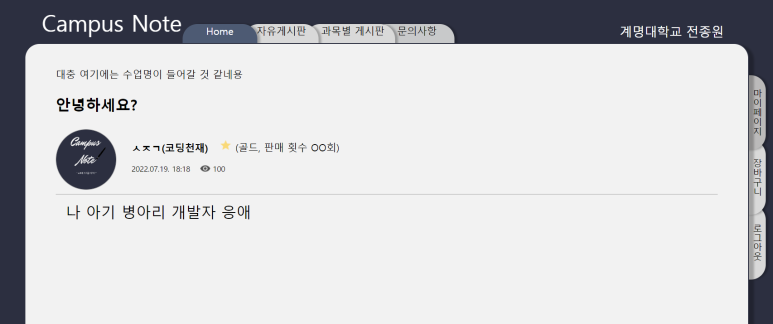 Campus Note
Home
자유게시판
과목별 게시판
문의사항
계명대학교 전종원
대충 여기에는 수업명이 들어갈 것 같네용
안녕하세요?
Campus
Note
ㅅㅈㄱ(코딩천재) (골드, 판매 횟수 OO회)
2022.07.19. 18:18 100
나 아기 병아리 개발자 응애
마이페이지
장바구니
로그아웃